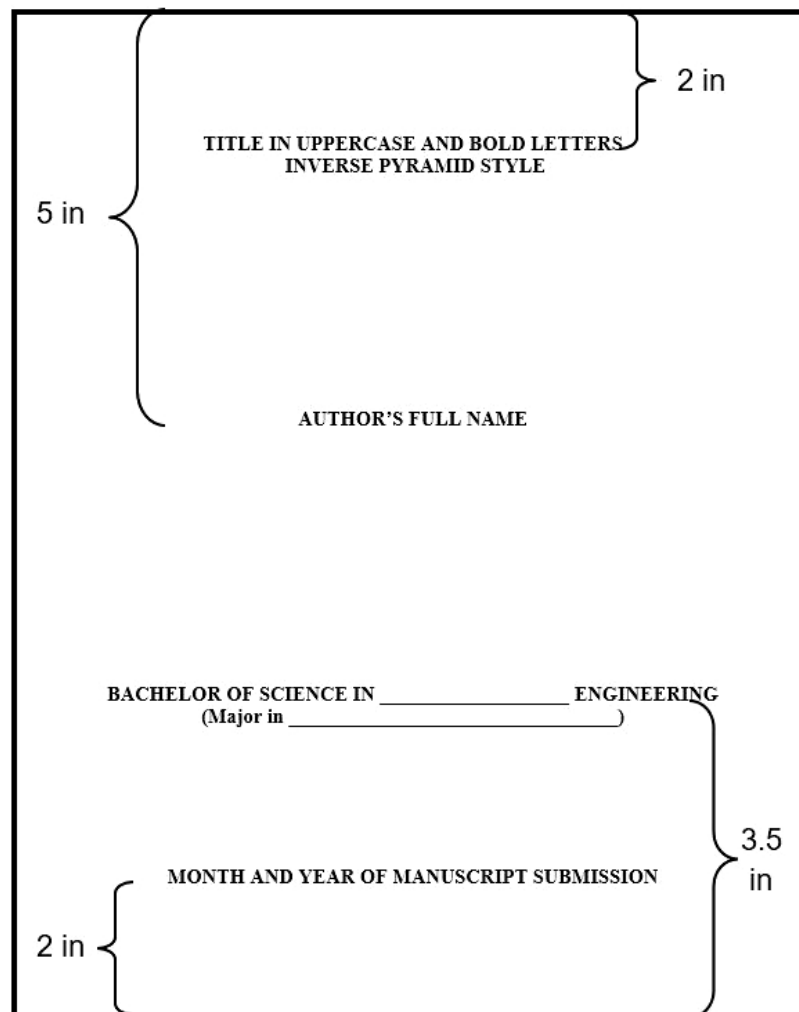 2 in
TITLE IN UPPERCASE AND BOLD LETTERS
INVERSE PYRAMID STYLE
5 in
AUTHOR’S FULL NAME
BACHELOR OF SCIENCE IN __________________ ENGINEERING
(Major in ________________________________)
3.5
in
MONTH AND YEAR OF MANUSCRIPT SUBMISSION
2 in